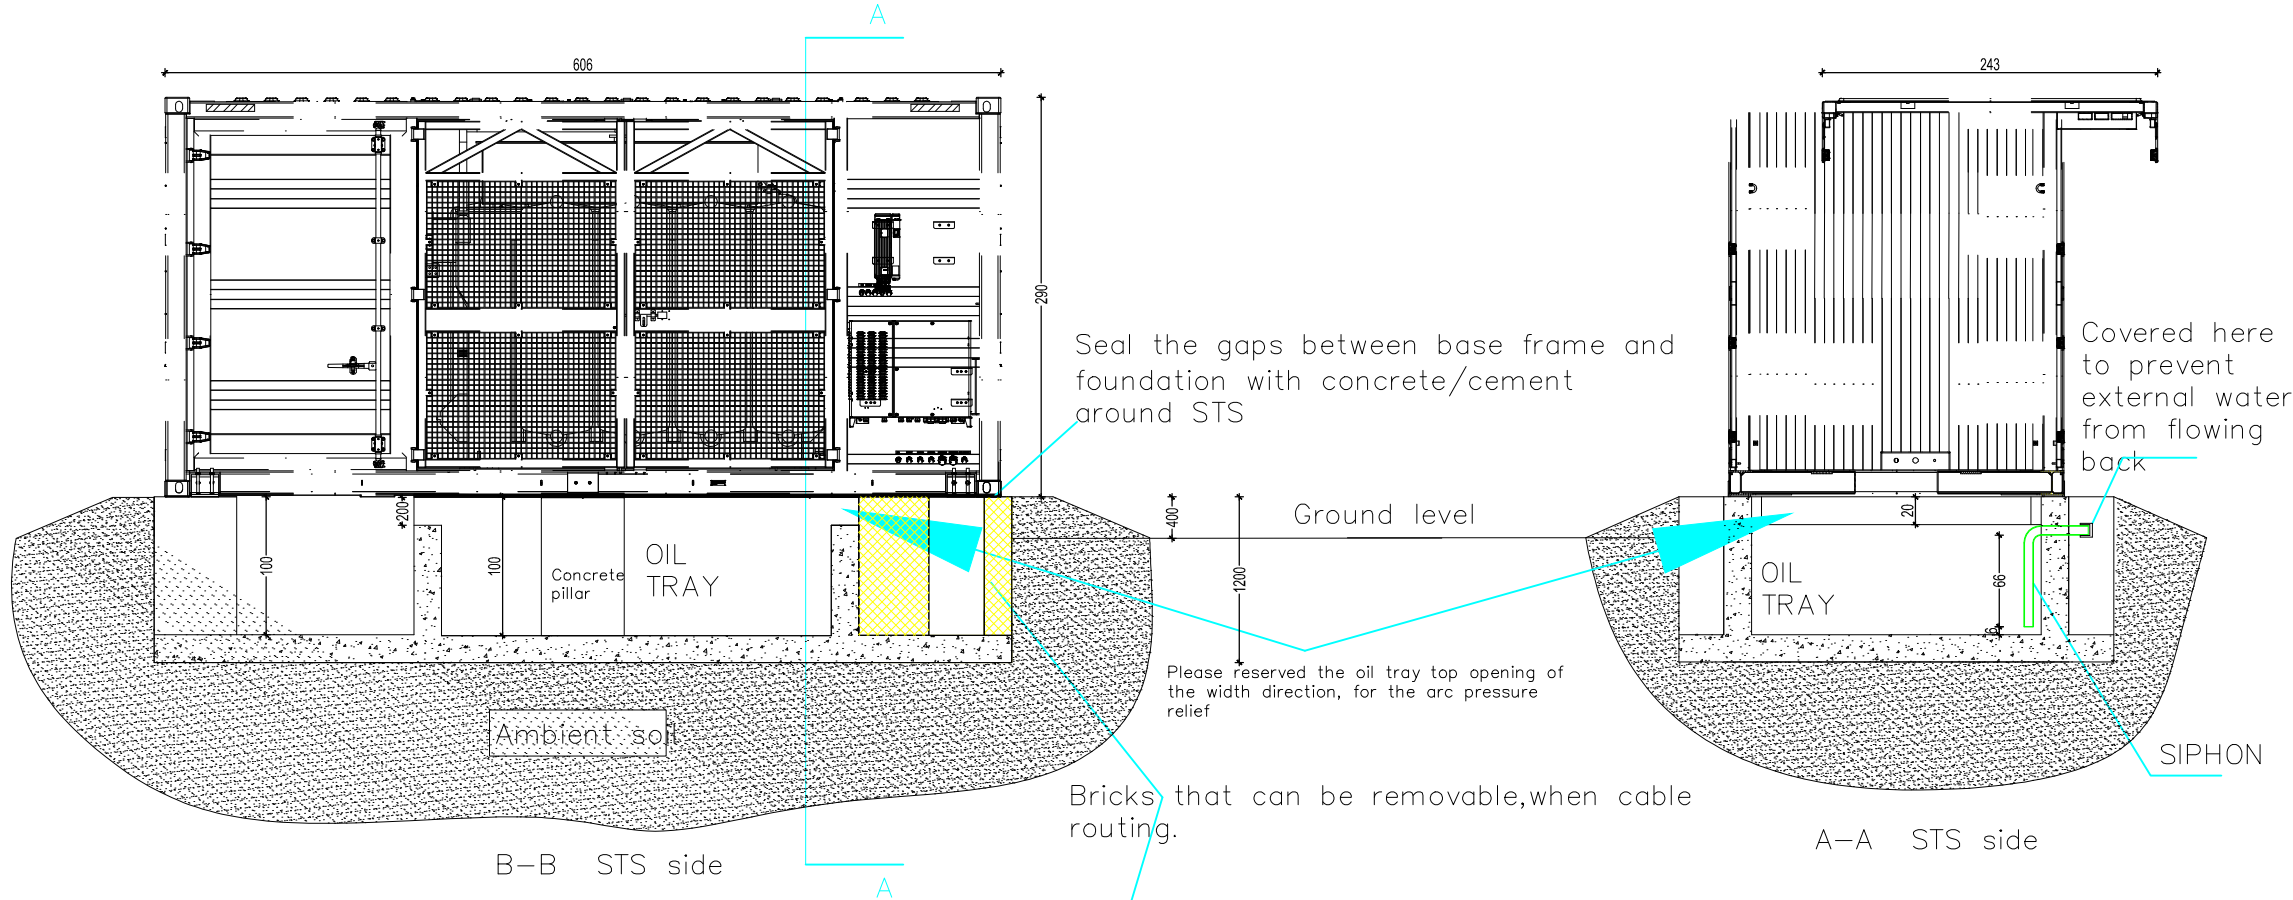 A
606
243
290
Seal the gaps between base frame and
foundation with concrete/cement
around STS
Covered here
to prevent
external water
from flowing
back
200
400
Ground level
20
100
100
OIL
TRAY
Concrete
pillar
1200
OIL
TRAY
66
6
Please reserved the oil tray top opening of
the width direction, for the arc pressure
relief
Ambient soil
SIPHON
Bricks that can be removable,when cable
routing.
B-B STS side
A-A STS side
A